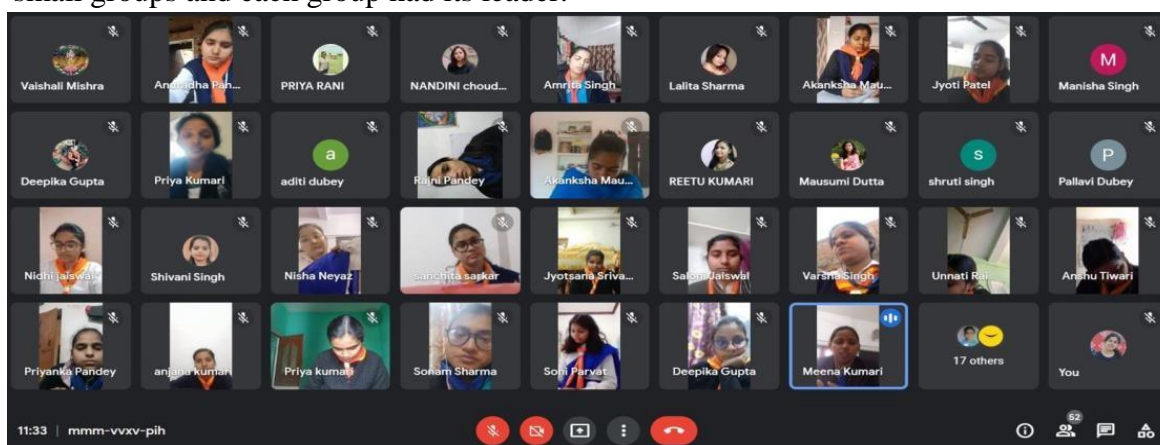 small groups and each group had its leader.
Vaishali Mishra
Anuradha Pan...
PRIYA RANI
NANDINI choud...
Amrita Singh
Lalita Sharma
Akanksha Mau...
Jyoti Patel
M
Manisha Singh
Deepika Gupta
Priya Kumari
a
aditi dubey
Rajni Pandey
Akanksha Mau...
REETU KUMARI
Mausumi Dutta
s
shruti singh
P
Pallavi Dubey
Nidhi jaiswal
Shivani Singh
Nisha Neyaz
sanchita sarkar
Jyotsana Sriva...
Saloni Jaiswal
Varsha Singh
Unnati Rai
Anshu Tiwari
Priyanka Pandey
anjana kumari
Priya kumari
Sonam Sharma
Soni Parvat
Deepika Gupta
Meena Kumari
17 others
You
11:33 | mmm-vvxv-pih
52